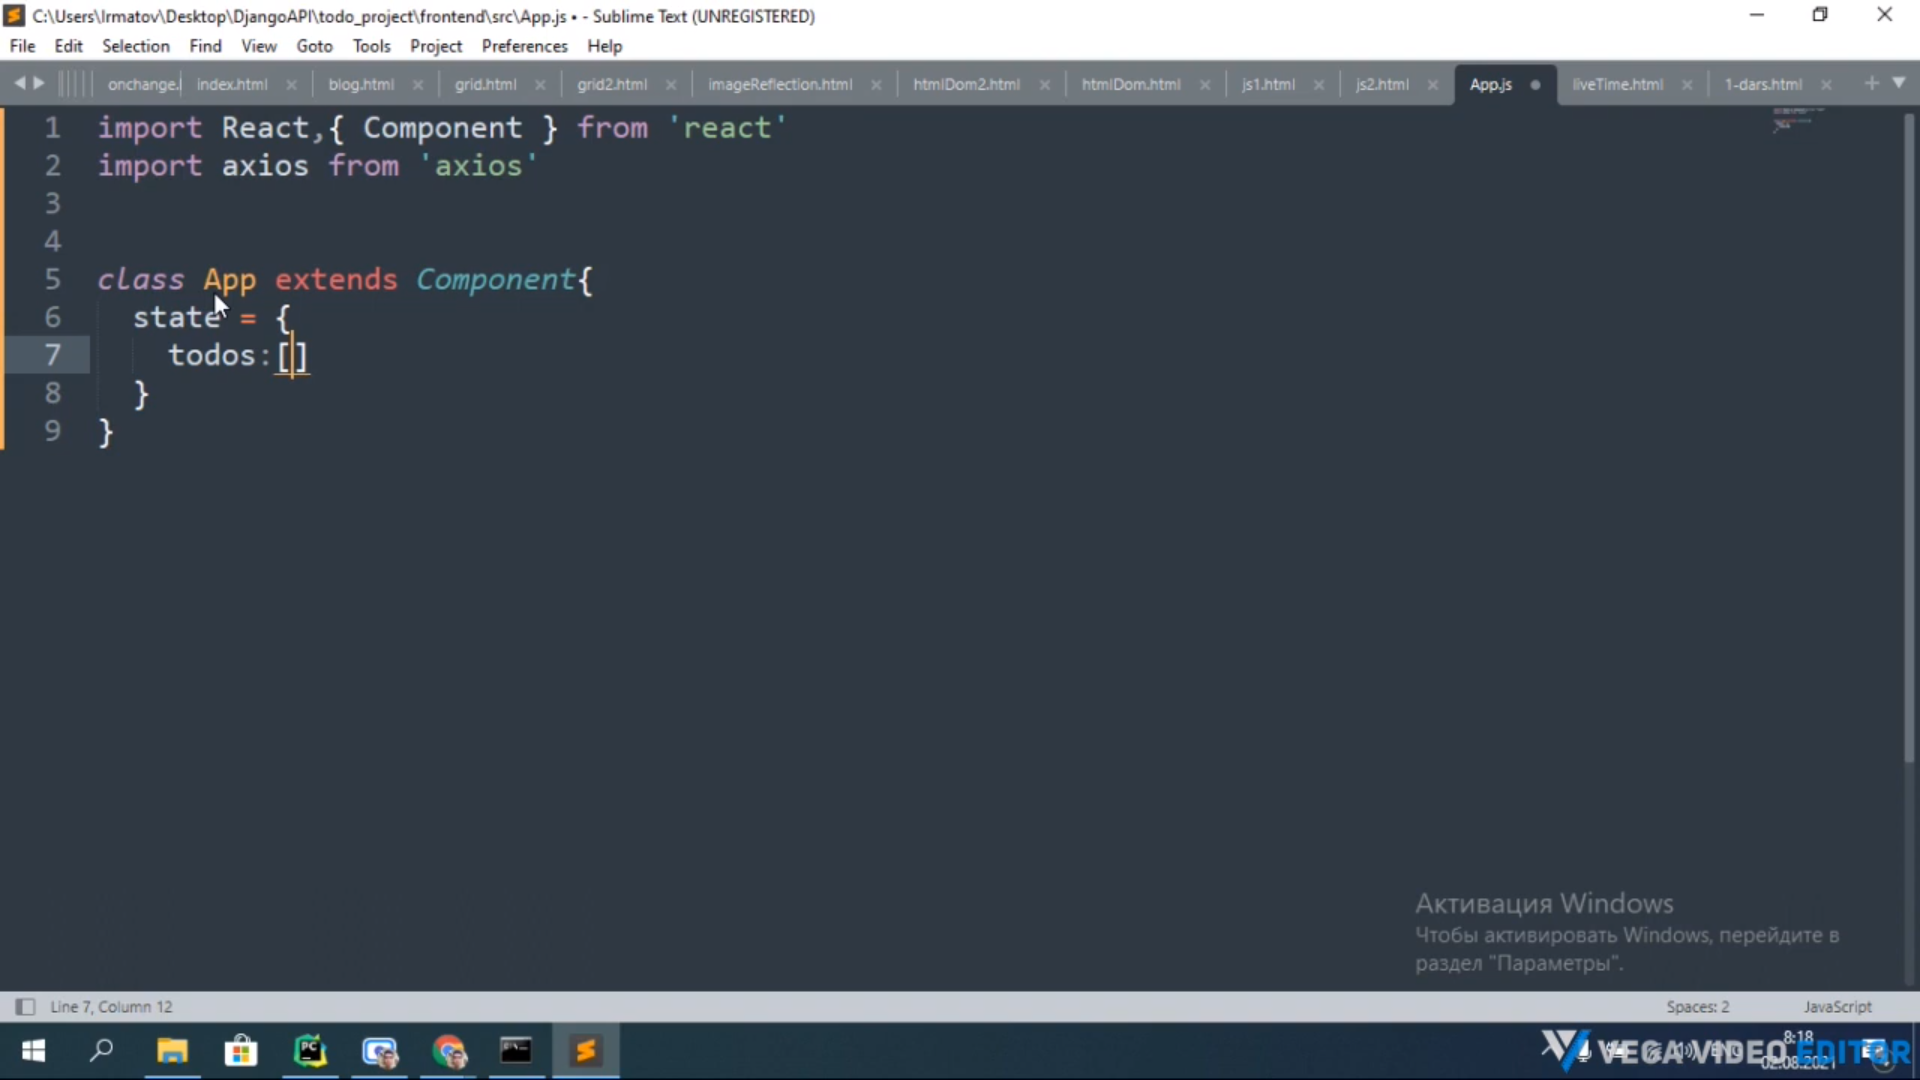 C:\Users\Irmatov\Desktop\DjangoAPI\todo_project\frontend\src\App.js • - Sublime Text (UNREGISTERED)
File Edit Selection Find View Goto Tools Project Preferences Help
onchange. index.html blog.html grid.html grid2.html imageReflection.html htmlDom2.html htmlDom.html js1.html js2.html App.js liveTime.html 1-dars.html
1 import React,{ Component } from 'react'
2 import axios from 'axios'
3
4
5 class App extends Component{
6 state = {
7 todos:[]
8 }
9 }
Активация Windows
Чтобы активировать Windows, перейдите в
раздел "Параметры".
Line 7, Column 12 Spaces: 2 JavaScript
8:18
VEGA VIDEO EDITOR
02.08.2021